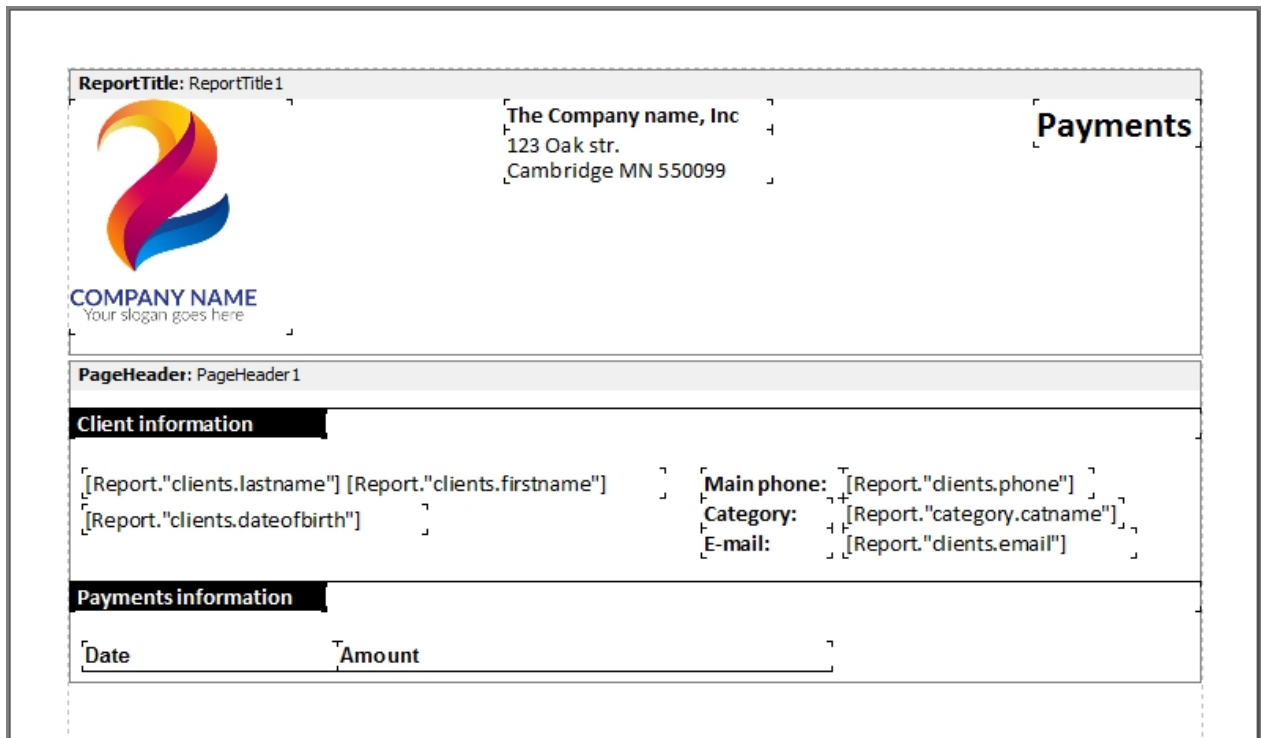 ReportTitle: ReportTitle1
The Company name, Inc
Payments
123 Oak str.
Cambridge MN 550099
COMPANY NAME
Your slogan goes here
PageHeader: PageHeader1
Client information
[Report."clients.lastname"] [Report."clients.firstname"]
Main phone: [Report."clients.phone"]
[Report."clients.dateofbirth"]
Category: [Report."category.catname"]
E-mail: [Report."clients.email"]
Payments information
Date Amount